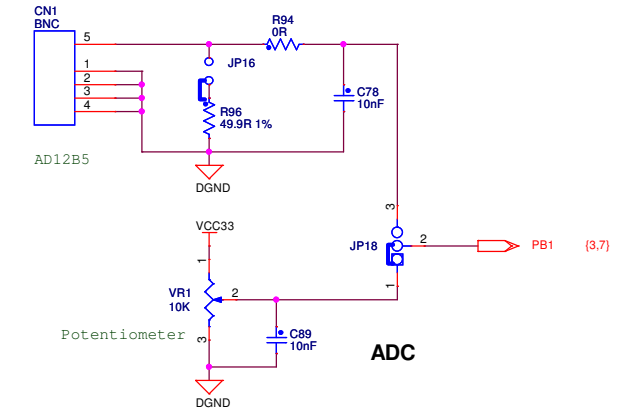 CN1
BNC
5
1
2
3
4
AD12B5
R94
0R
JP16
R96
49.9R 1%
C78
10nF
DGND
VCC33
1
VR1
10K
2
3
Potentiometer
C89
10nF
DGND
3
JP18
2
1
PB1
{3,7}
ADC